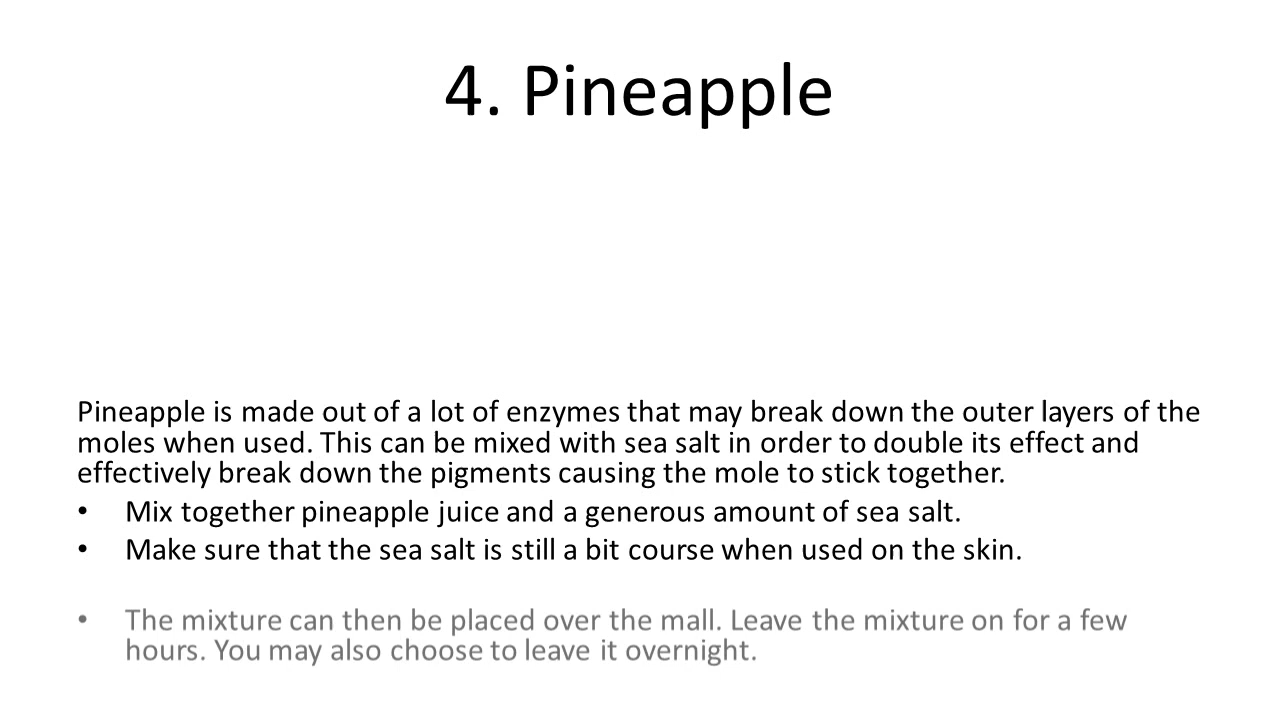 4. Pineapple
Pineapple is made out of a lot of enzymes that may break down the outer layers of the
moles when used. This can be mixed with sea salt in order to double its effect and
effectively break down the pigments causing the mole to stick together.
• Mix together pineapple juice and a generous amount of sea salt.
• Make sure that the sea salt is still a bit course when used on the skin.
• The mixture can then be placed over the mall. Leave the mixture on for a few
hours. You may also choose to leave it overnight.